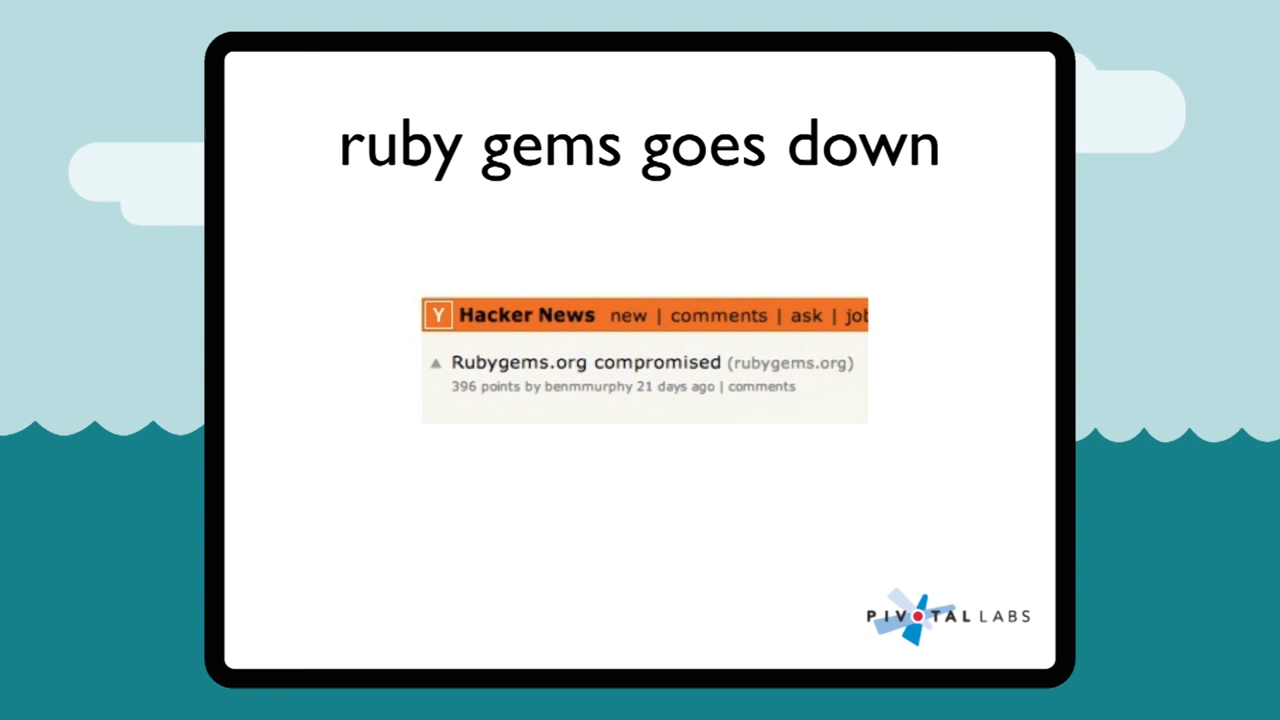 ruby gems goes down
Y Hacker News new | comments | ask | job
▲ Rubygems.org compromised (rubygems.org)
396 points by benmmurphy 21 days ago | comments
PIVOTAL LABS